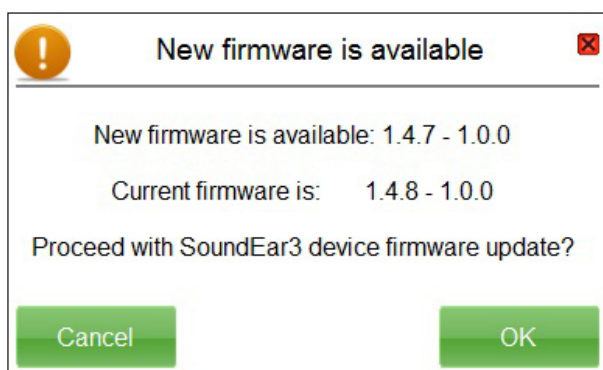 New firmware is available
New firmware is available: 1.4.7 - 1.0.0
Current firmware is: 1.4.8 - 1.0.0
Proceed with SoundEar3 device firmware update?
Cancel OK